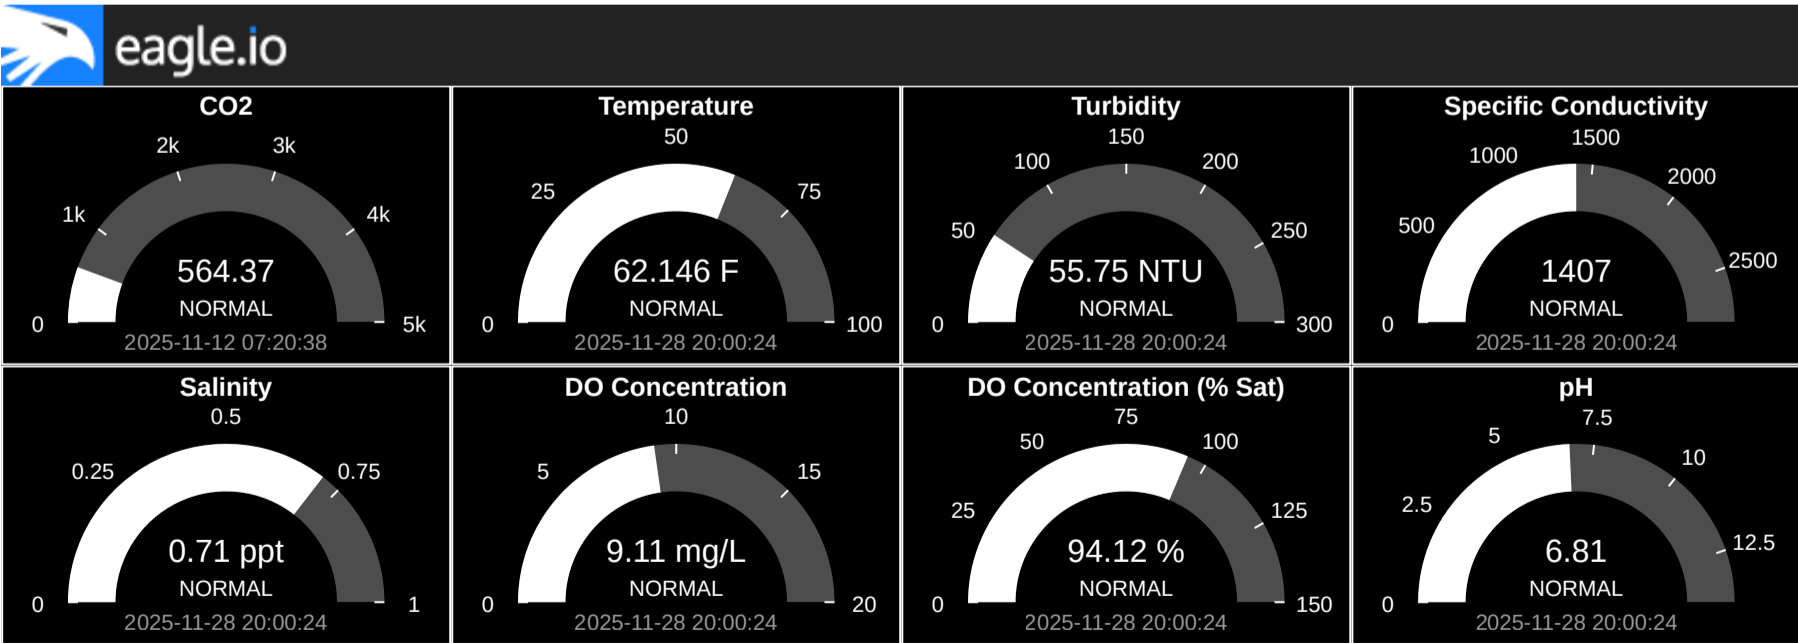 eagle.io
CO2
2k
3k
1k
4k
564.37
NORMAL
0
5k
2025-11-12 07:20:38
Temperature
50
25
75
62.146 F
NORMAL
0
100
2025-11-28 20:00:24
Turbidity
150
100
200
50
250
55.75 NTU
NORMAL
0
300
2025-11-28 20:00:24
Specific Conductivity
1500
1000
2000
500
2500
1407
NORMAL
0
2025-11-28 20:00:24
Salinity
0.5
0.25
0.75
0.71 ppt
NORMAL
0
1
2025-11-28 20:00:24
DO Concentration
10
5
15
9.11 mg/L
NORMAL
0
20
2025-11-28 20:00:24
DO Concentration (% Sat)
75
50
100
25
125
94.12 %
NORMAL
0
150
2025-11-28 20:00:24
pH
7.5
5
10
2.5
12.5
6.81
NORMAL
0
2025-11-28 20:00:24